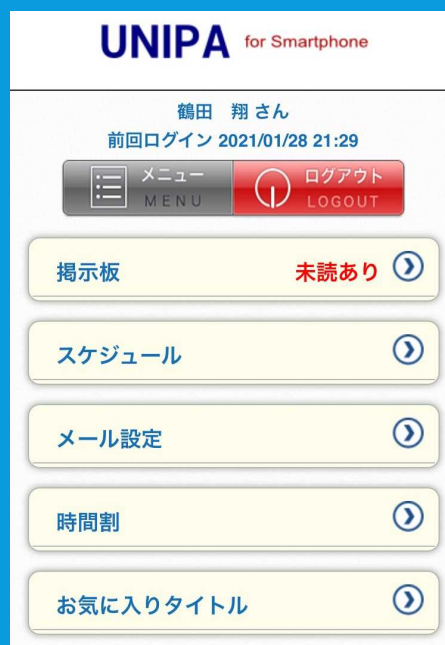 UNIPA for Smartphone
鶴田 翔 さん
前回ログイン 2021/01/28 21:29
メニュー ログアウト
MENU LOGOUT
掲示板 未読あり
スケジュール
メール設定
時間割
お気に入りタイトル